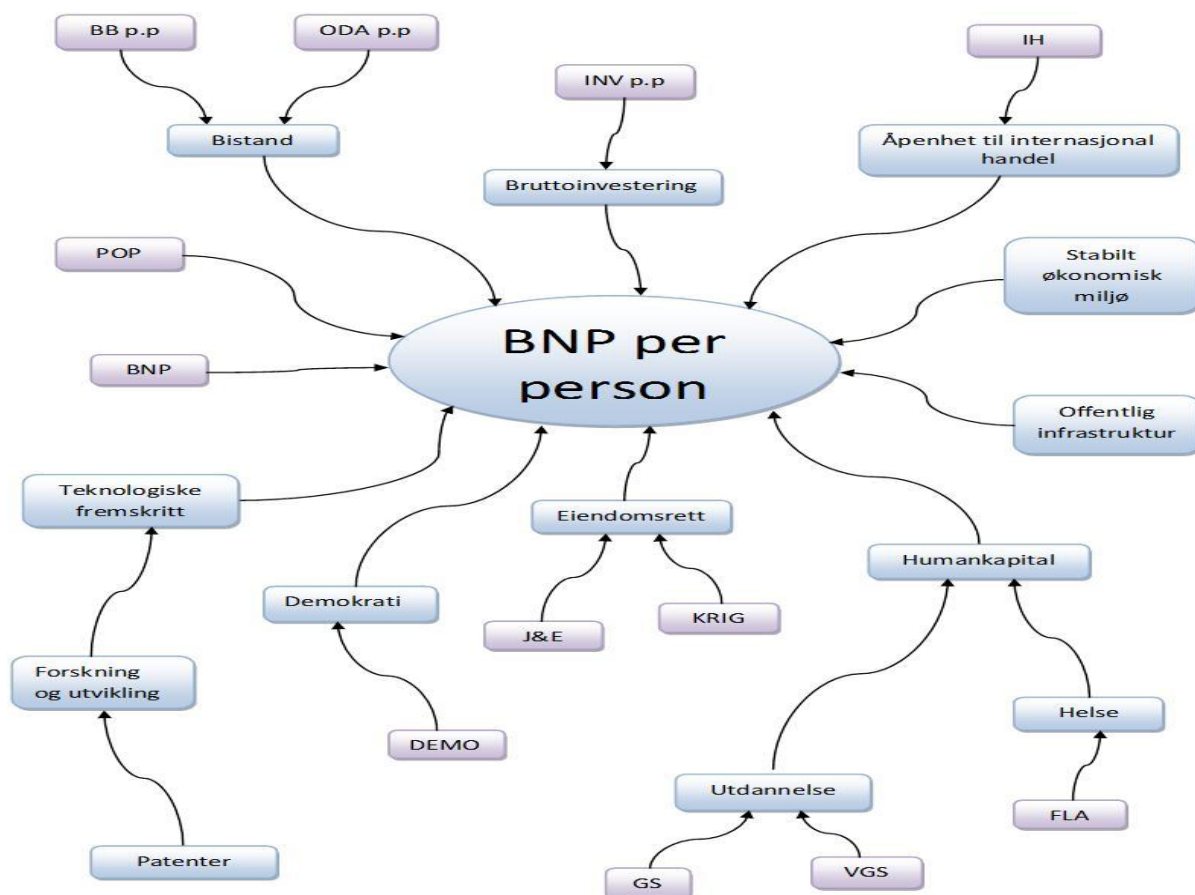 BB p.p
ODA p.p
IH
INV p.p
Bistand
Åpenhet til internasjonal
handel
Bruttoinvestering
POP
Stabilt
økonomisk
miljø
BNP per
person
BNP
Offentlig
infrastruktur
Teknologiske
fremskritt
Eiendomsrett
Humankapital
Demokrati
J&E
KRIG
Forskning
og utvikling
Helse
DEMO
Utdannelse
FLA
Patenter
GS
VGS